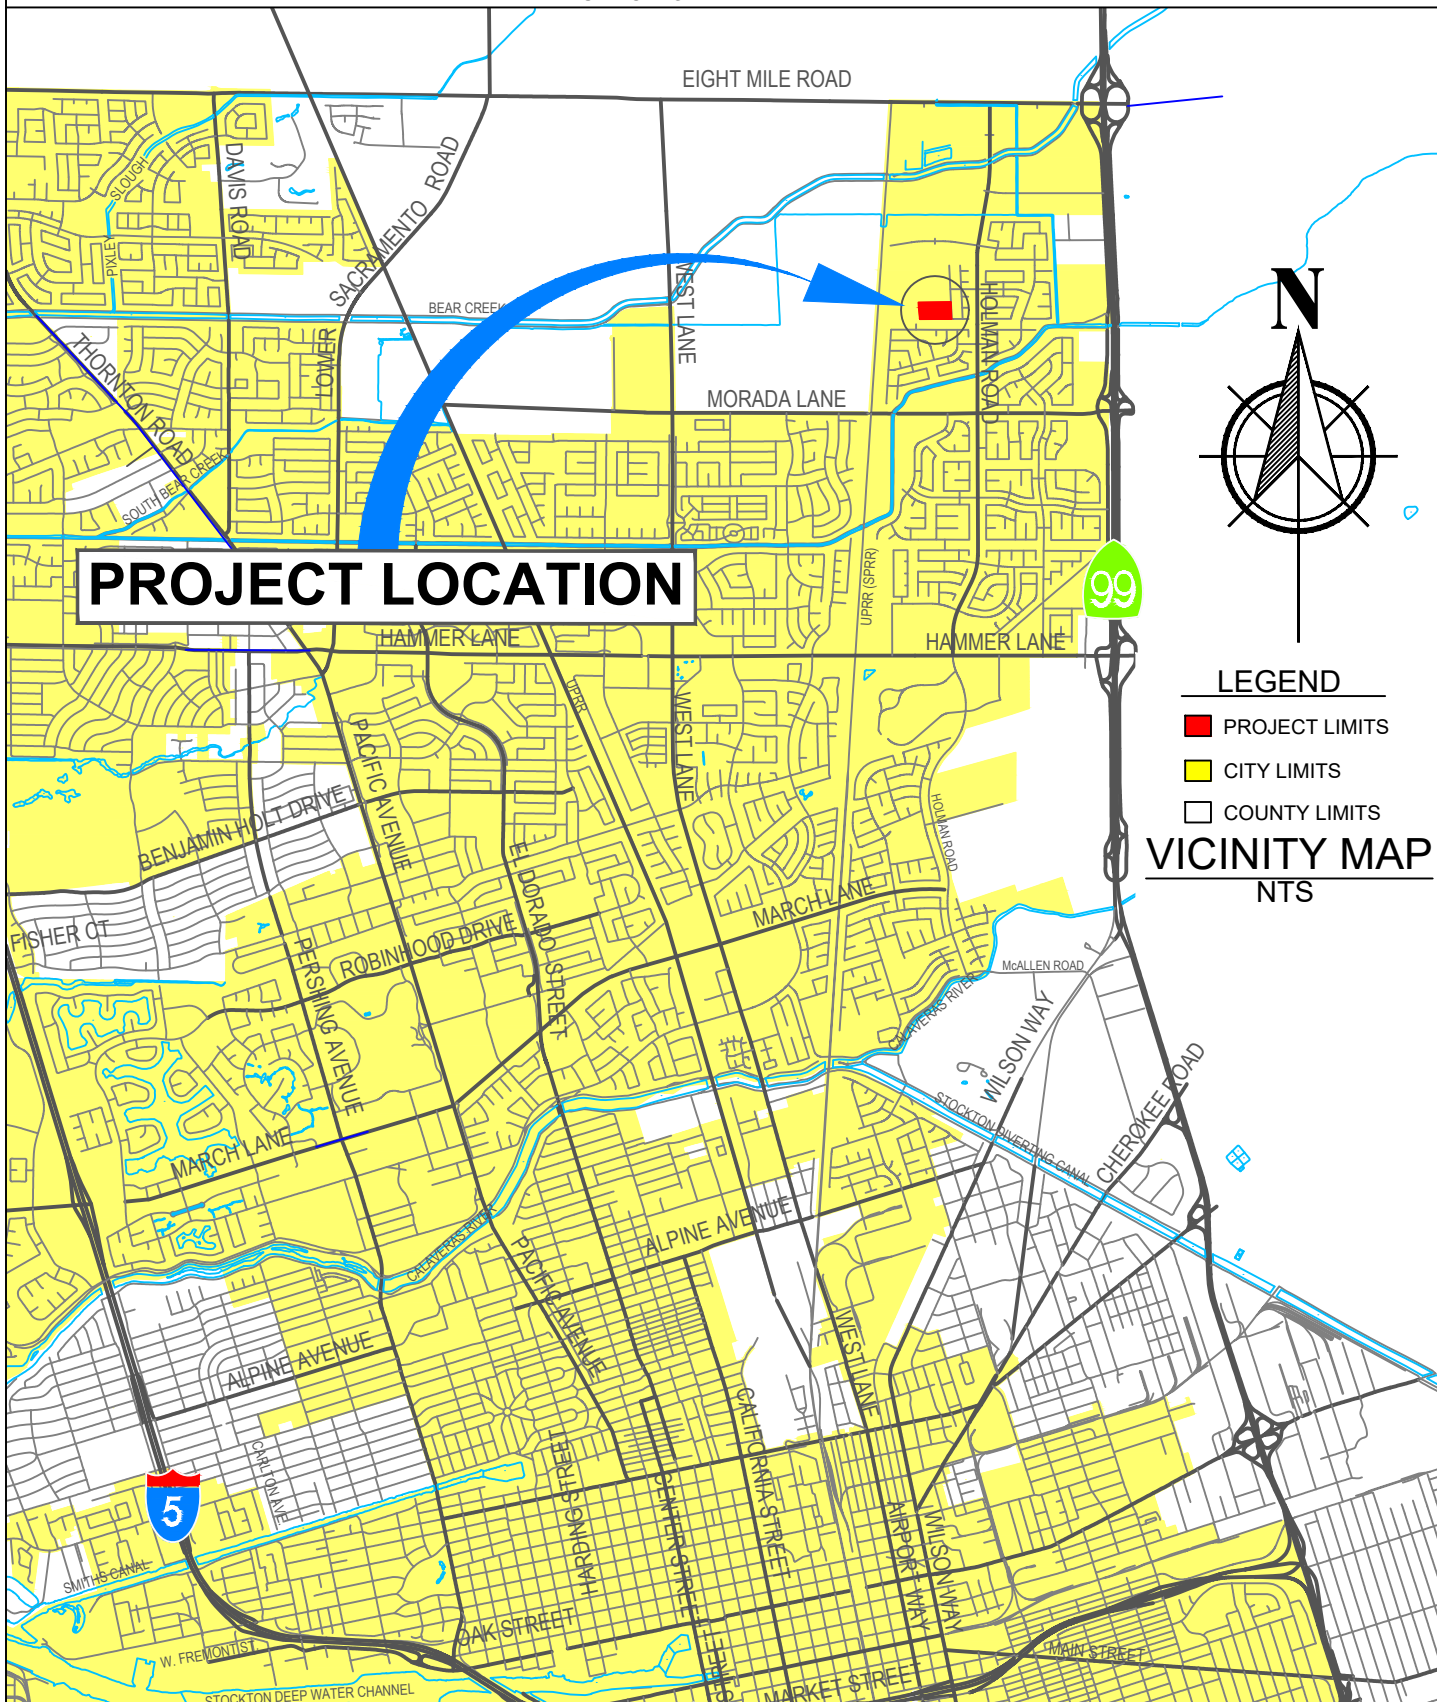 EIGHT MILE ROAD
DAVIS ROAD
SLOUGH
PIXLEY
SACRAMENTO ROAD
LOWER
BEAR CREEK
WEST LANE
HOLMAN ROAD
N
THORNTON ROAD
MORADA LANE
SOUTH BEAR CREEK
PROJECT LOCATION
UPRR (SPRR)
99
HAMMER LANE
HAMMER LANE
UPRR
WEST LANE
PACIFIC AVENUE
LEGEND
PROJECT LIMITS
CITY LIMITS
COUNTY LIMITS
VICINITY MAP
NTS
BENJAMIN HOLT DRIVE
HOLMAN ROAD
EL DORADO STREET
MARCH LANE
FISHER CT
ROBINHOOD DRIVE
PERSHING AVENUE
McALLEN ROAD
CALAVERAS RIVER
WILSON WAY
CHEROKEE ROAD
STOCKTON DIVERTING CANAL
MARCH LANE
CALAVERAS RIVER
ALPINE AVENUE
PACIFIC AVENUE
WEST LANE
ALPINE AVENUE
CALIFORNIA STREET
CARLTON AVE
HARDING STREET
CENTER STREET
5
AIRPORT WAY
WILSON WAY
SMITHS CANAL
OAK STREET
W. FREMONT ST.
MAIN STREET
MARKET STREET
STOCKTON DEEP WATER CHANNEL